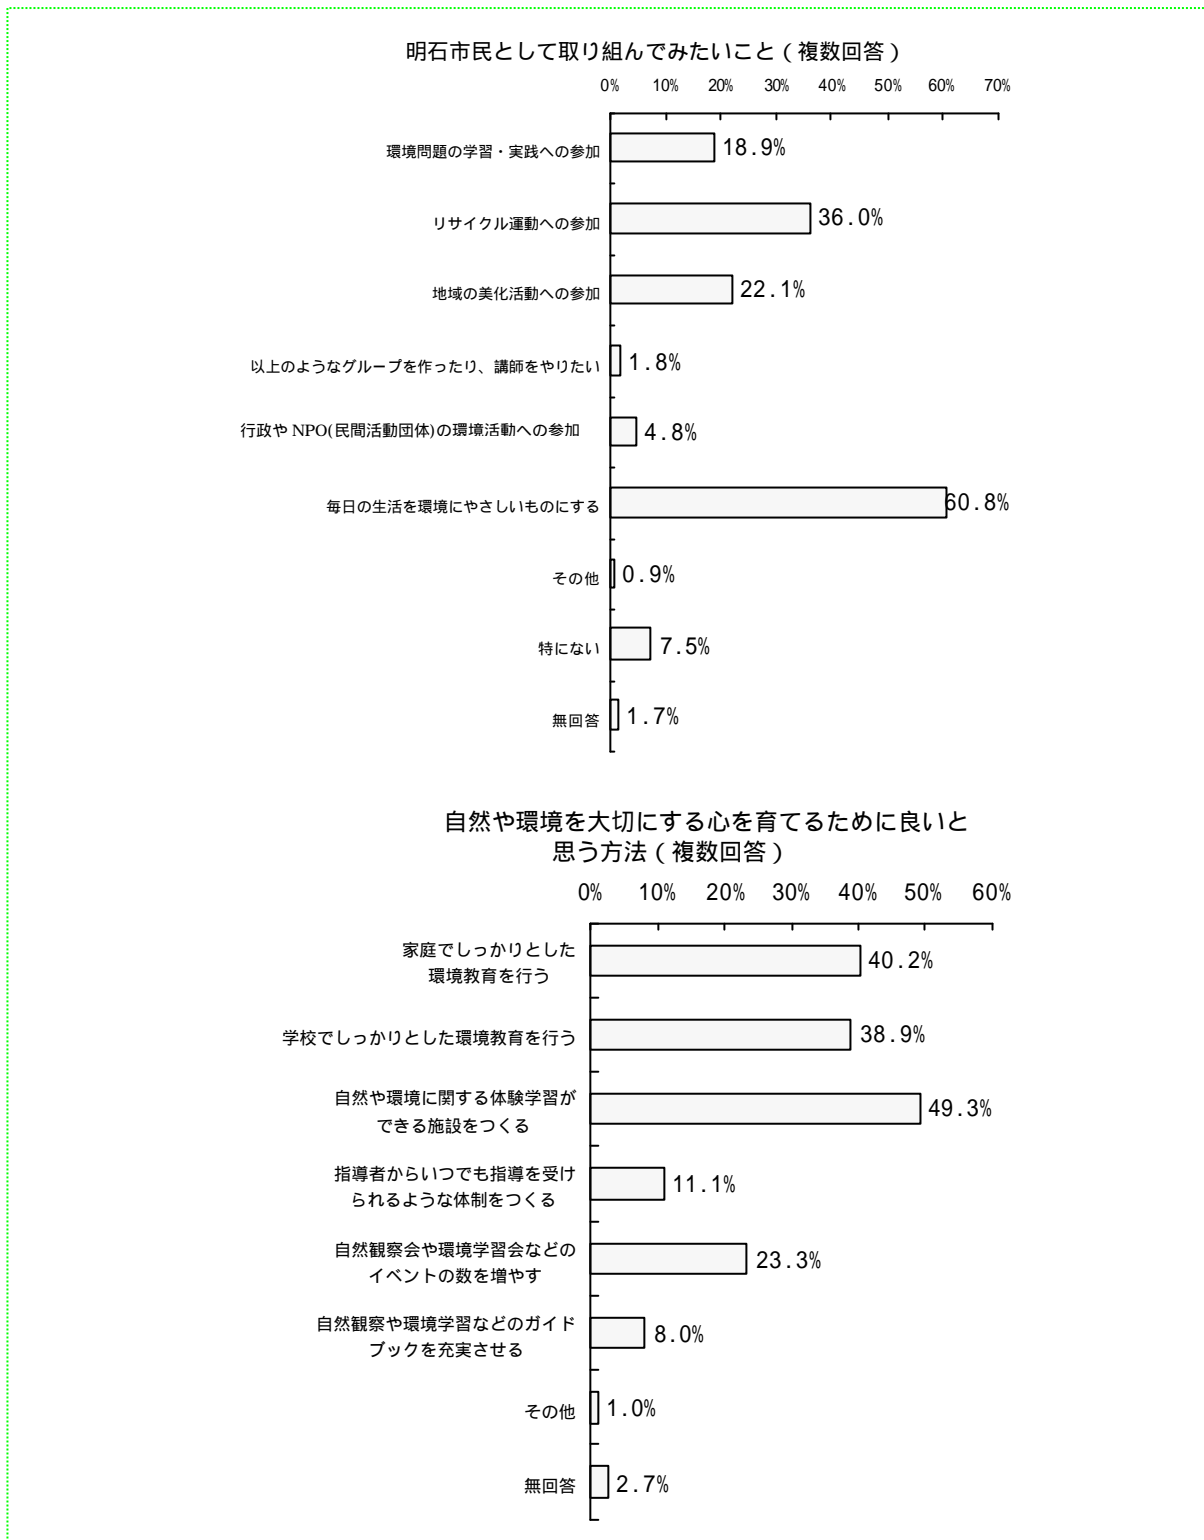 明石市民として取り組んでみたいこと（複数回答）
0% 10% 20% 30% 40% 50% 60% 70%
環境問題の学習・実践への参加 18.9%
リサイクル運動への参加 36.0%
地域の美化活動への参加 22.1%
以上のようなグループを作ったり、講師をやりたい 1.8%
行政や NPO(民間活動団体)の環境活動への参加 4.8%
毎日の生活を環境にやさしいものにする 60.8%
その他 0.9%
特にない 7.5%
無回答 1.7%
自然や環境を大切にする心を育てるために良いと
思う方法（複数回答）
0% 10% 20% 30% 40% 50% 60%
家庭でしっかりとした
環境教育を行う
40.2%
学校でしっかりとした環境教育を行う 38.9%
自然や環境に関する体験学習が
できる施設をつくる
49.3%
指導者からいつでも指導を受け
られるような体制をつくる
11.1%
自然観察会や環境学習会などの
イベントの数を増やす
23.3%
自然観察や環境学習などのガイド
ブックを充実させる
8.0%
その他 1.0%
無回答 2.7%